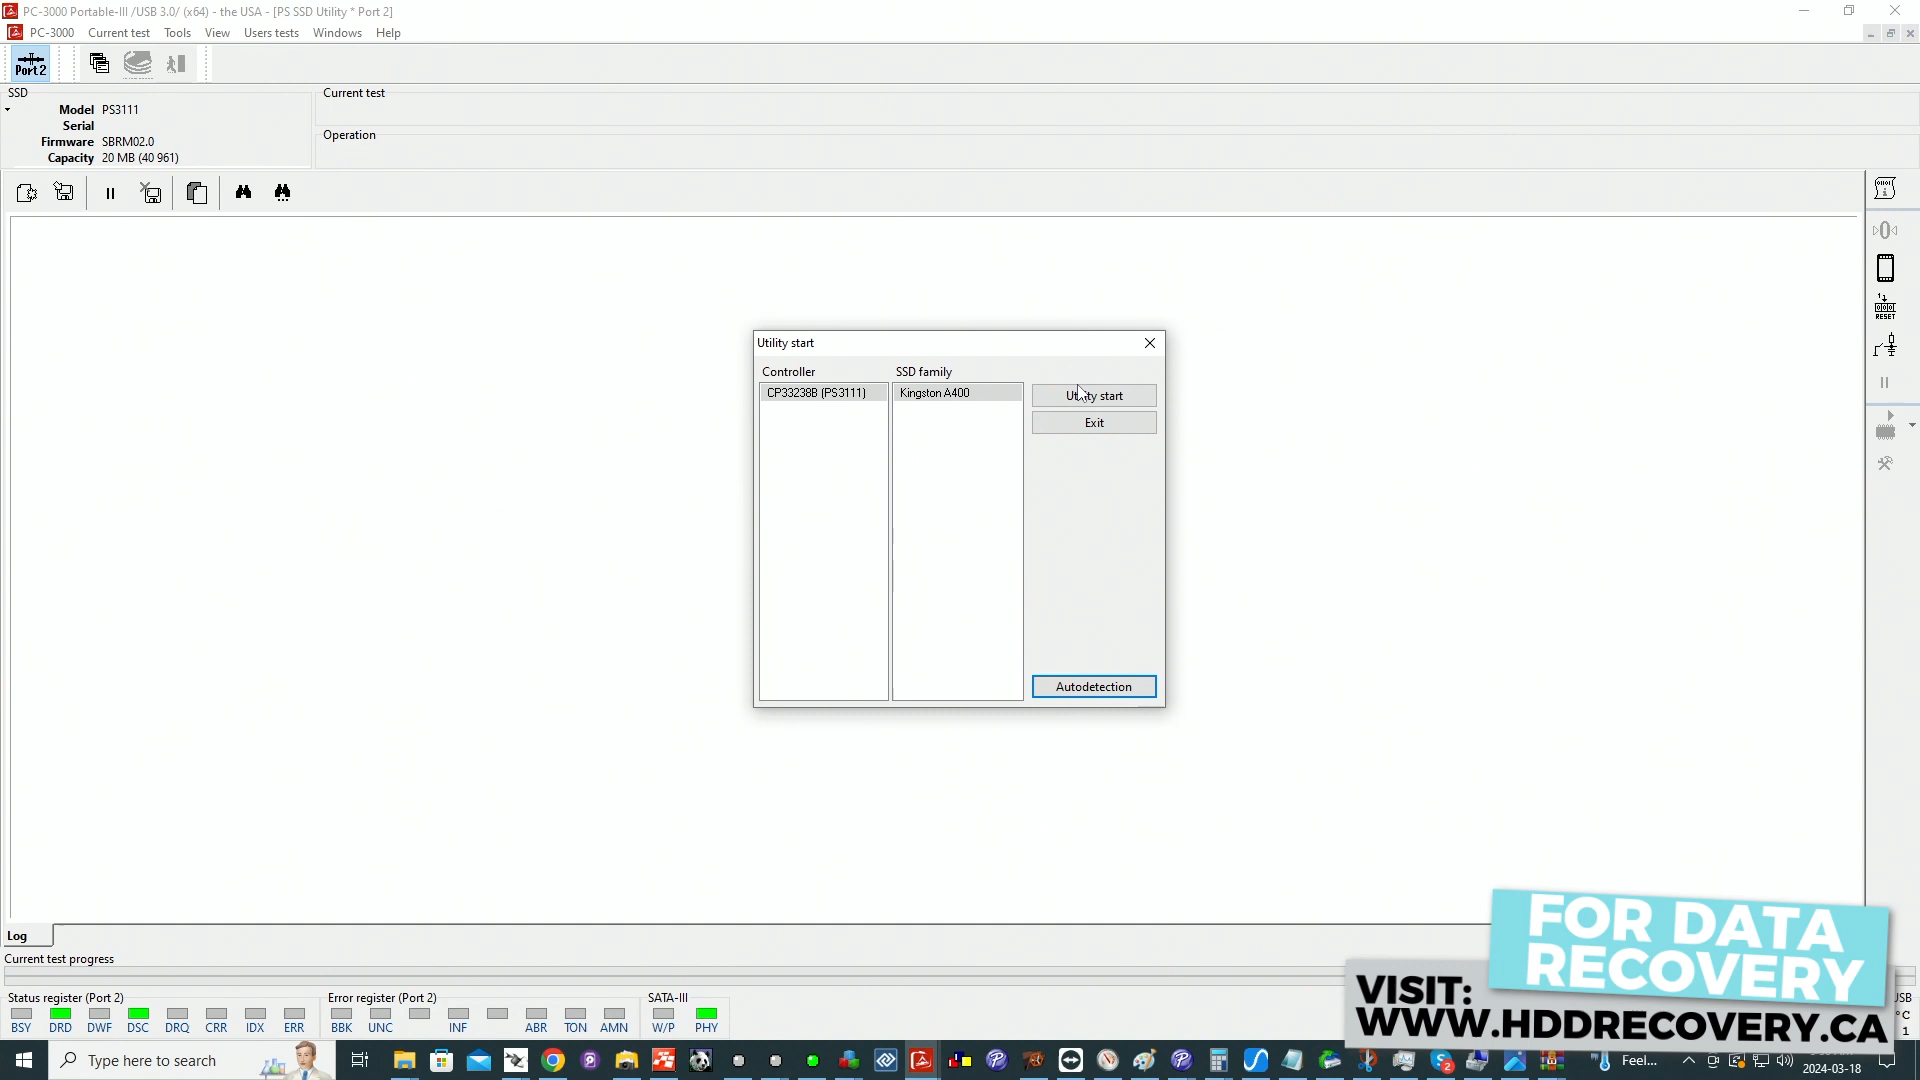 PC-3000 Portable-III /USB 3.0/ (x64) - the USA - [PS SSD Utility * Port 2]
PC-3000 Current test Tools View Users tests Windows Help
Port2
SSD
Model PS3111
Serial
Firmware SBRM02.0
Capacity 20 MB (40 961)
Current test
Operation
RESET
Utility start
Controller SSD family
CP33238B (PS3111) Kingston A400
Utility start
Exit
Autodetection
Log
Current test progress
Status register (Port 2) Error register (Port 2) SATA-III
BSY DRD DWF DSC DRQ CRR IDX ERR BBK UNC INF ABR TON AMN W/P PHY
FOR DATA
RECOVERY
VISIT:
WWW.HDDRECOVERY.CA
Type here to search
Feel...
2024-03-18